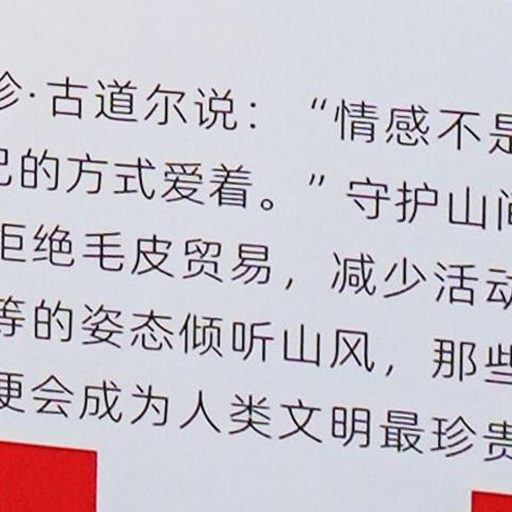 珍·古道尔说：“情感不是
己的方式爱着。”守护山间
拒绝毛皮贸易，减少活动
等的姿态倾听山风，那些
便会成为人类文明最珍贵